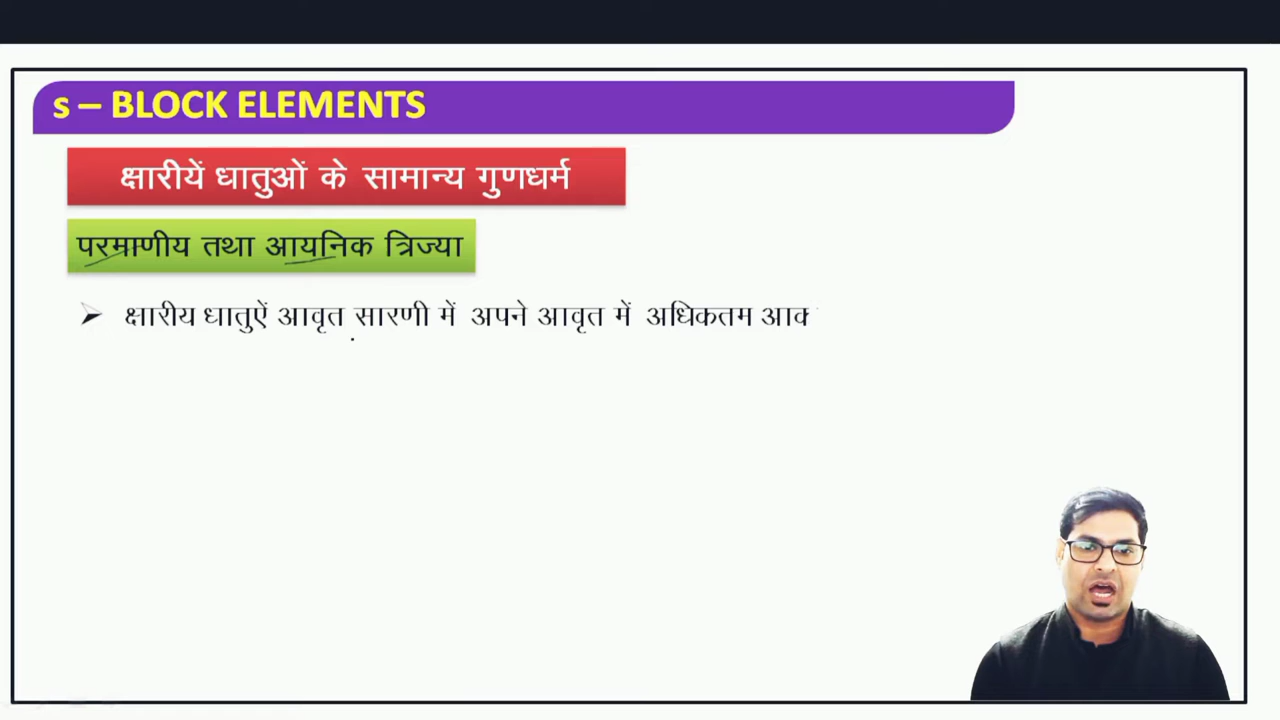 s – BLOCK ELEMENTS
क्षारीयें धातुओं के सामान्य गुणधर्म
परमाणीय तथा आयनिक त्रिज्या
क्षारीय धातुऐं आवृत सारणी में अपने आवृत में अधिकतम